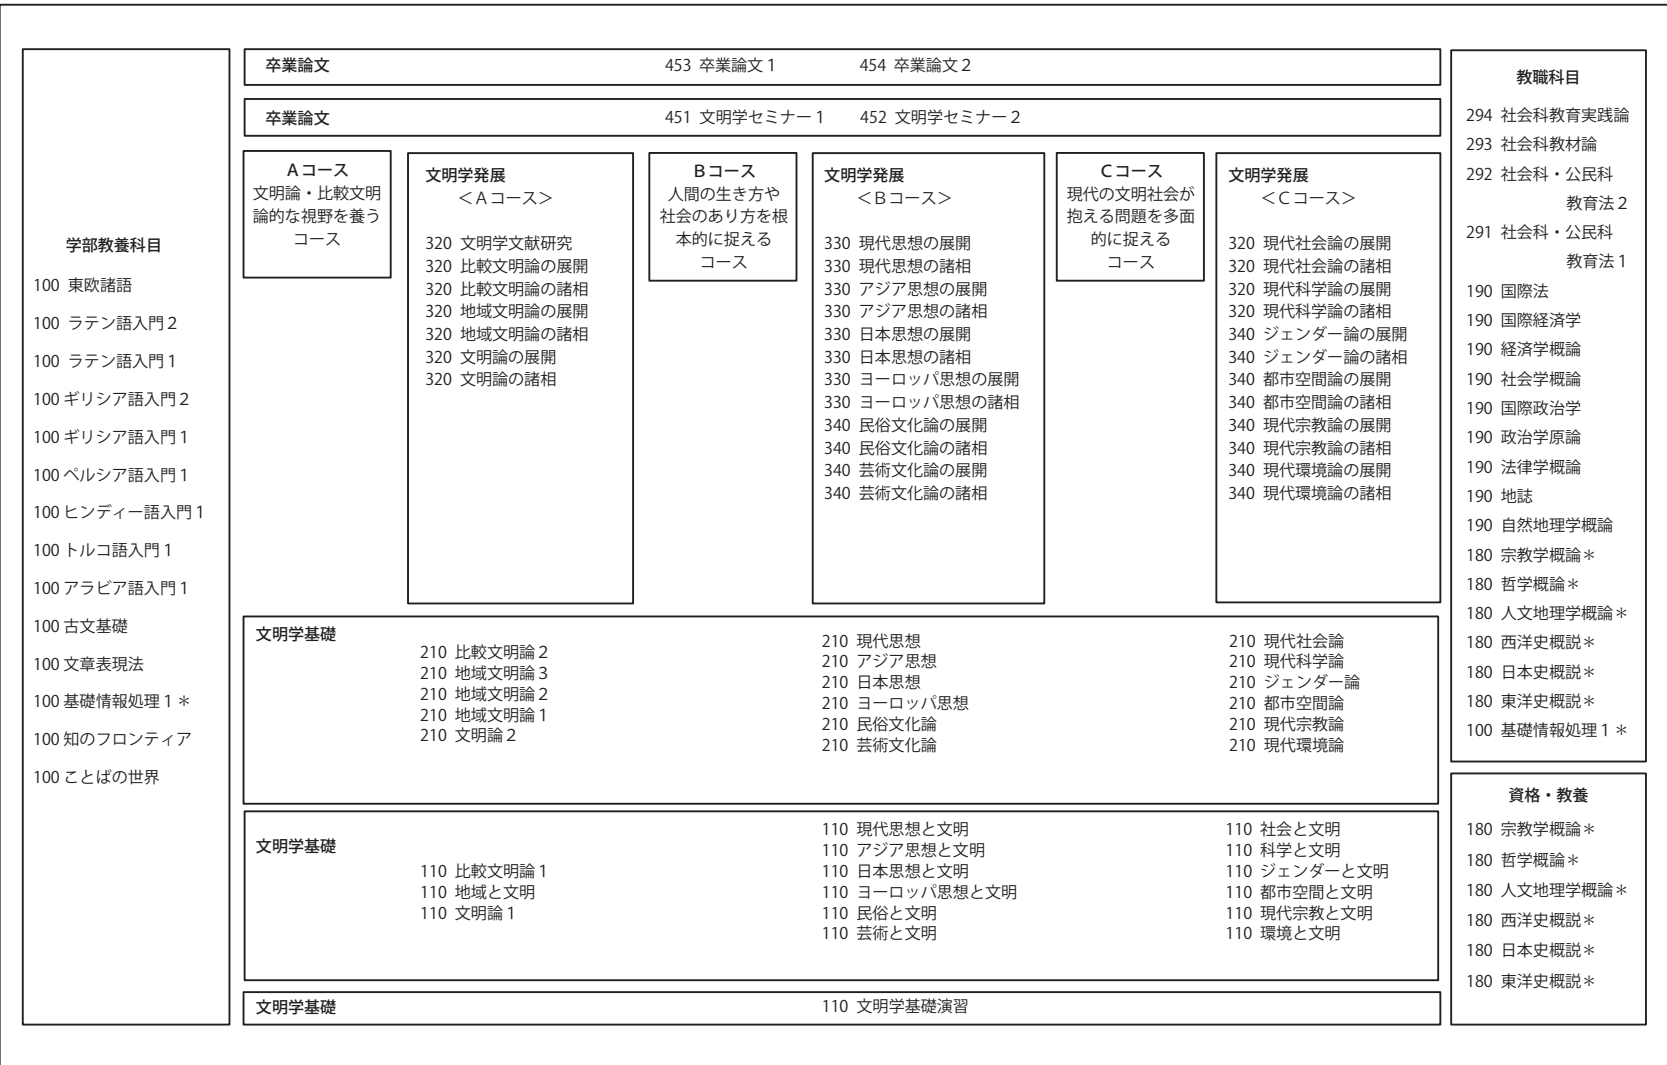 学部教養科目
100 東欧諸語
100 ラテン語入門2
100 ラテン語入門1
100 ギリシア語入門2
100 ギリシア語入門1
100 ペルシア語入門1
100 ヒンディー語入門1
100 トルコ語入門1
100 アラビア語入門1
100 古文基礎
100 文章表現法
100 基礎情報処理1＊
100 知のフロンティア
100 ことばの世界
卒業論文 453 卒業論文1 454 卒業論文2
卒業論文 451 文明学セミナー1 452 文明学セミナー2
Aコース
文明論・比較文明
論的な視野を養う
コース
文明学発展
＜Aコース＞
320 文明学文献研究
320 比較文明論の展開
320 比較文明論の諸相
320 地域文明論の展開
320 地域文明論の諸相
320 文明論の展開
320 文明論の諸相
Bコース
人間の生き方や
社会のあり方を根
本的に捉える
コース
文明学発展
＜Bコース＞
330 現代思想の展開
330 現代思想の諸相
330 アジア思想の展開
330 アジア思想の諸相
330 日本思想の展開
330 日本思想の諸相
330 ヨーロッパ思想の展開
330 ヨーロッパ思想の諸相
340 民俗文化論の展開
340 民俗文化論の諸相
340 芸術文化論の展開
340 芸術文化論の諸相
Cコース
現代の文明社会が
抱える問題を多面
的に捉える
コース
文明学発展
＜Cコース＞
320 現代社会論の展開
320 現代社会論の諸相
320 現代科学論の展開
320 現代科学論の諸相
340 ジェンダー論の展開
340 ジェンダー論の諸相
340 都市空間論の展開
340 都市空間論の諸相
340 現代宗教論の展開
340 現代宗教論の諸相
340 現代環境論の展開
340 現代環境論の諸相
文明学基礎
210 比較文明論2
210 地域文明論3
210 地域文明論2
210 地域文明論1
210 文明論2
210 現代思想
210 アジア思想
210 日本思想
210 ヨーロッパ思想
210 民俗文化論
210 芸術文化論
210 現代社会論
210 現代科学論
210 ジェンダー論
210 都市空間論
210 現代宗教論
210 現代環境論
文明学基礎
110 比較文明論1
110 地域と文明
110 文明論1
110 現代思想と文明
110 アジア思想と文明
110 日本思想と文明
110 ヨーロッパ思想と文明
110 民俗と文明
110 芸術と文明
110 社会と文明
110 科学と文明
110 ジェンダーと文明
110 都市空間と文明
110 現代宗教と文明
110 環境と文明
文明学基礎 110 文明学基礎演習
教職科目
294 社会科教育実践論
293 社会科教材論
292 社会科・公民科
教育法2
291 社会科・公民科
教育法1
190 国際法
190 国際経済学
190 経済学概論
190 社会学概論
190 国際政治学
190 政治学原論
190 法律学概論
190 地誌
190 自然地理学概論
180 宗教学概論＊
180 哲学概論＊
180 人文地理学概論＊
180 西洋史概説＊
180 日本史概説＊
180 東洋史概説＊
100 基礎情報処理1＊
資格・教養
180 宗教学概論＊
180 哲学概論＊
180 人文地理学概論＊
180 西洋史概説＊
180 日本史概説＊
180 東洋史概説＊